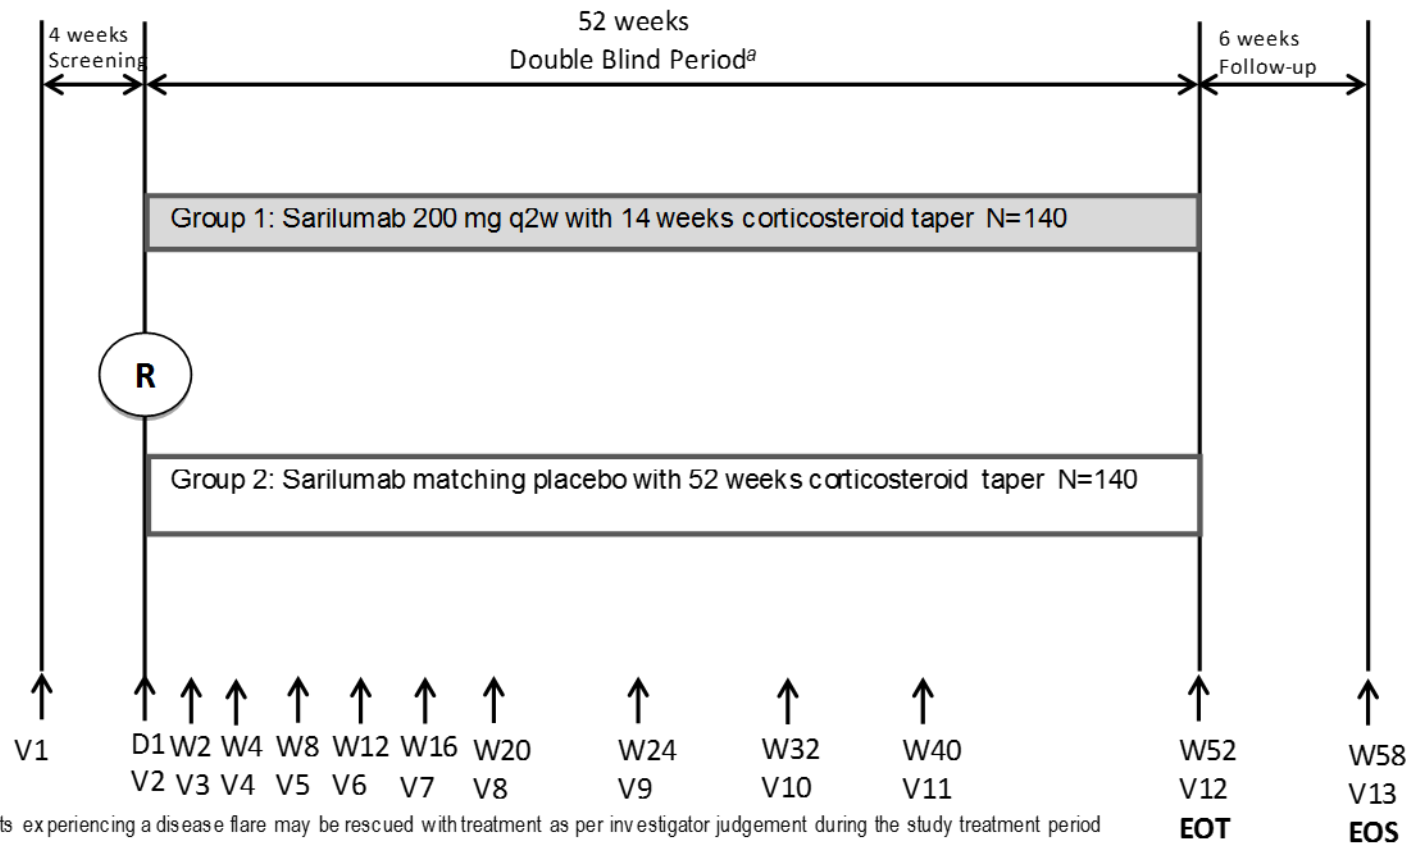 4 weeks
Screening
52 weeks
Double Blind Periodᵃ
6 weeks
Follow-up
Group 1: Sarilumab 200 mg q2w with 14 weeks corticosteroid taper N=140
R
Group 2: Sarilumab matching placebo with 52 weeks corticosteroid taper N=140
V1
D1 W2 W4 W8 W12 W16 W20 W24 W32 W40 W52 W58
V2 V3 V4 V5 V6 V7 V8 V9 V10 V11 V12 V13
ts experiencing a disease flare may be rescued with treatment as per investigator judgement during the study treatment period
EOT
EOS